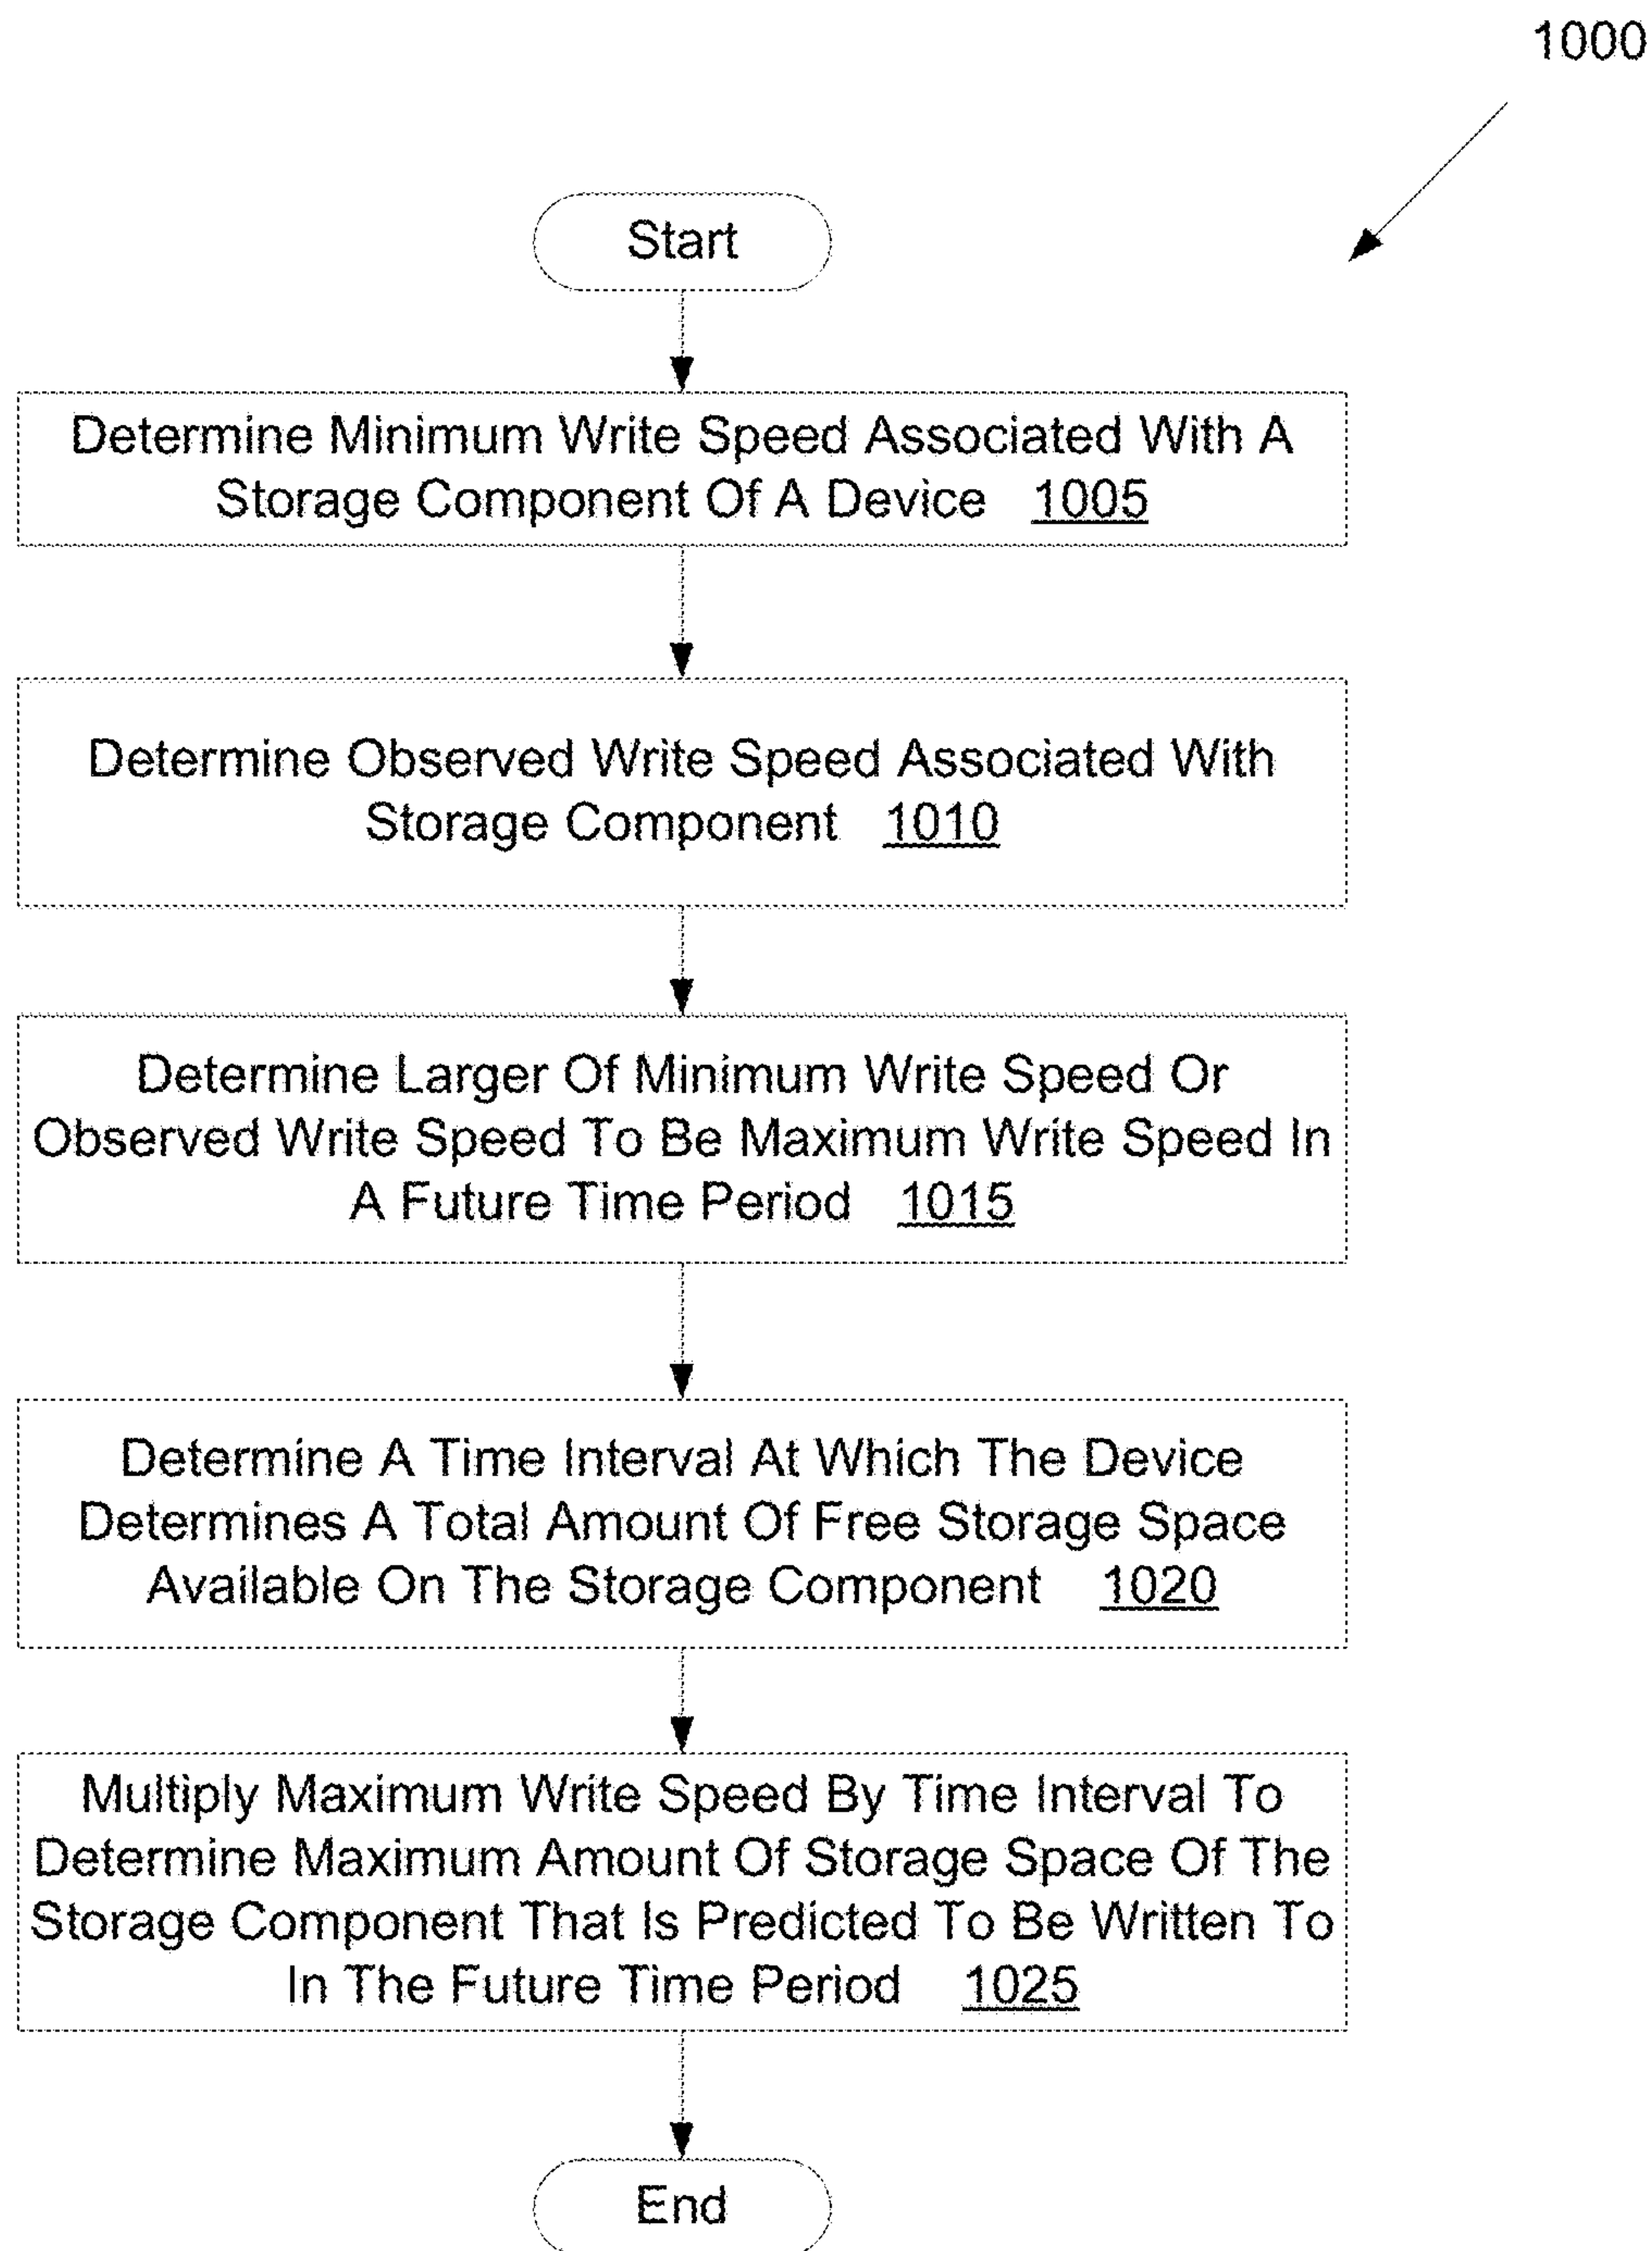 1000
Start
Determine Minimum Write Speed Associated With A
Storage Component Of A Device 1005
Determine Observed Write Speed Associated With
Storage Component 1010
Determine Larger Of Minimum Write Speed Or
Observed Write Speed To Be Maximum Write Speed In
A Future Time Period 1015
Determine A Time Interval At Which The Device
Determines A Total Amount Of Free Storage Space
Available On The Storage Component 1020
Multiply Maximum Write Speed By Time Interval To
Determine Maximum Amount Of Storage Space Of The
Storage Component That Is Predicted To Be Written To
In The Future Time Period 1025
End